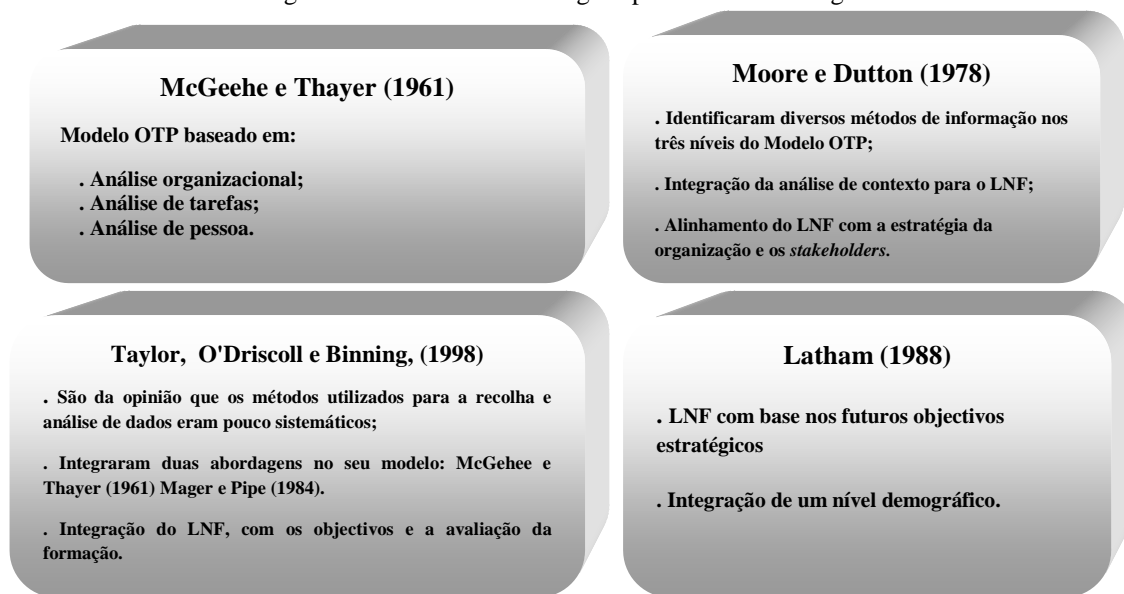 McGeehe e Thayer (1961)
Modelo OTP baseado em:
. Análise organizacional;
. Análise de tarefas;
. Análise de pessoa.
Moore e Dutton (1978)
. Identificaram diversos métodos de informação nos
três níveis do Modelo OTP;
. Integração da análise de contexto para o LNF;
. Alinhamento do LNF com a estratégia da
organização e os stakeholders.
Taylor, O'Driscoll e Binning, (1998)
. São da opinião que os métodos utilizados para a recolha e
análise de dados eram pouco sistemáticos;
. Integraram duas abordagens no seu modelo: McGehee e
Thayer (1961) Mager e Pipe (1984).
. Integração do LNF, com os objectivos e a avaliação da
formação.
Latham (1988)
. LNF com base nos futuros objectivos
estratégicos
. Integração de um nível demográfico.